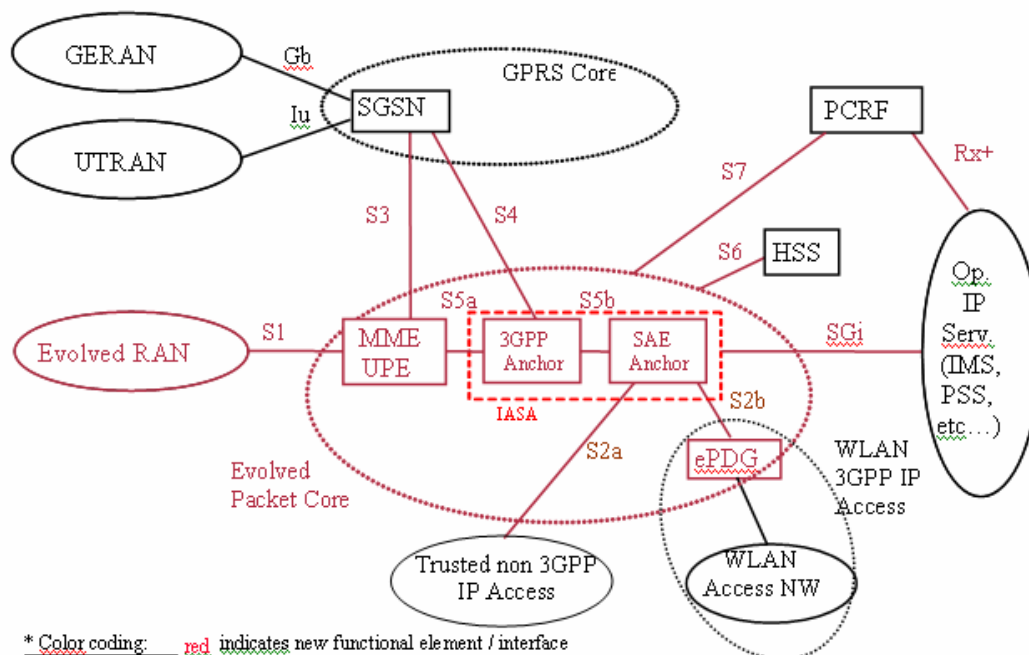 GERAN
Gb
GPRS Core
SGSN
PCRF
Iu
UTRAN
Rx+
S7
S3
S4
S6
HSS
Op.
IP
Serv.
(IMS,
PSS,
etc…)
S5a
S5b
S1
Evolved RAN
MME
UPE
3GPP
Anchor
SAE
Anchor
SGi
IASA
S2b
S2a
ePDG
WLAN
3GPP IP
Access
Evolved
Packet Core
Trusted non 3GPP
IP Access
WLAN
Access NW
* Color coding: red indicates new functional element / interface